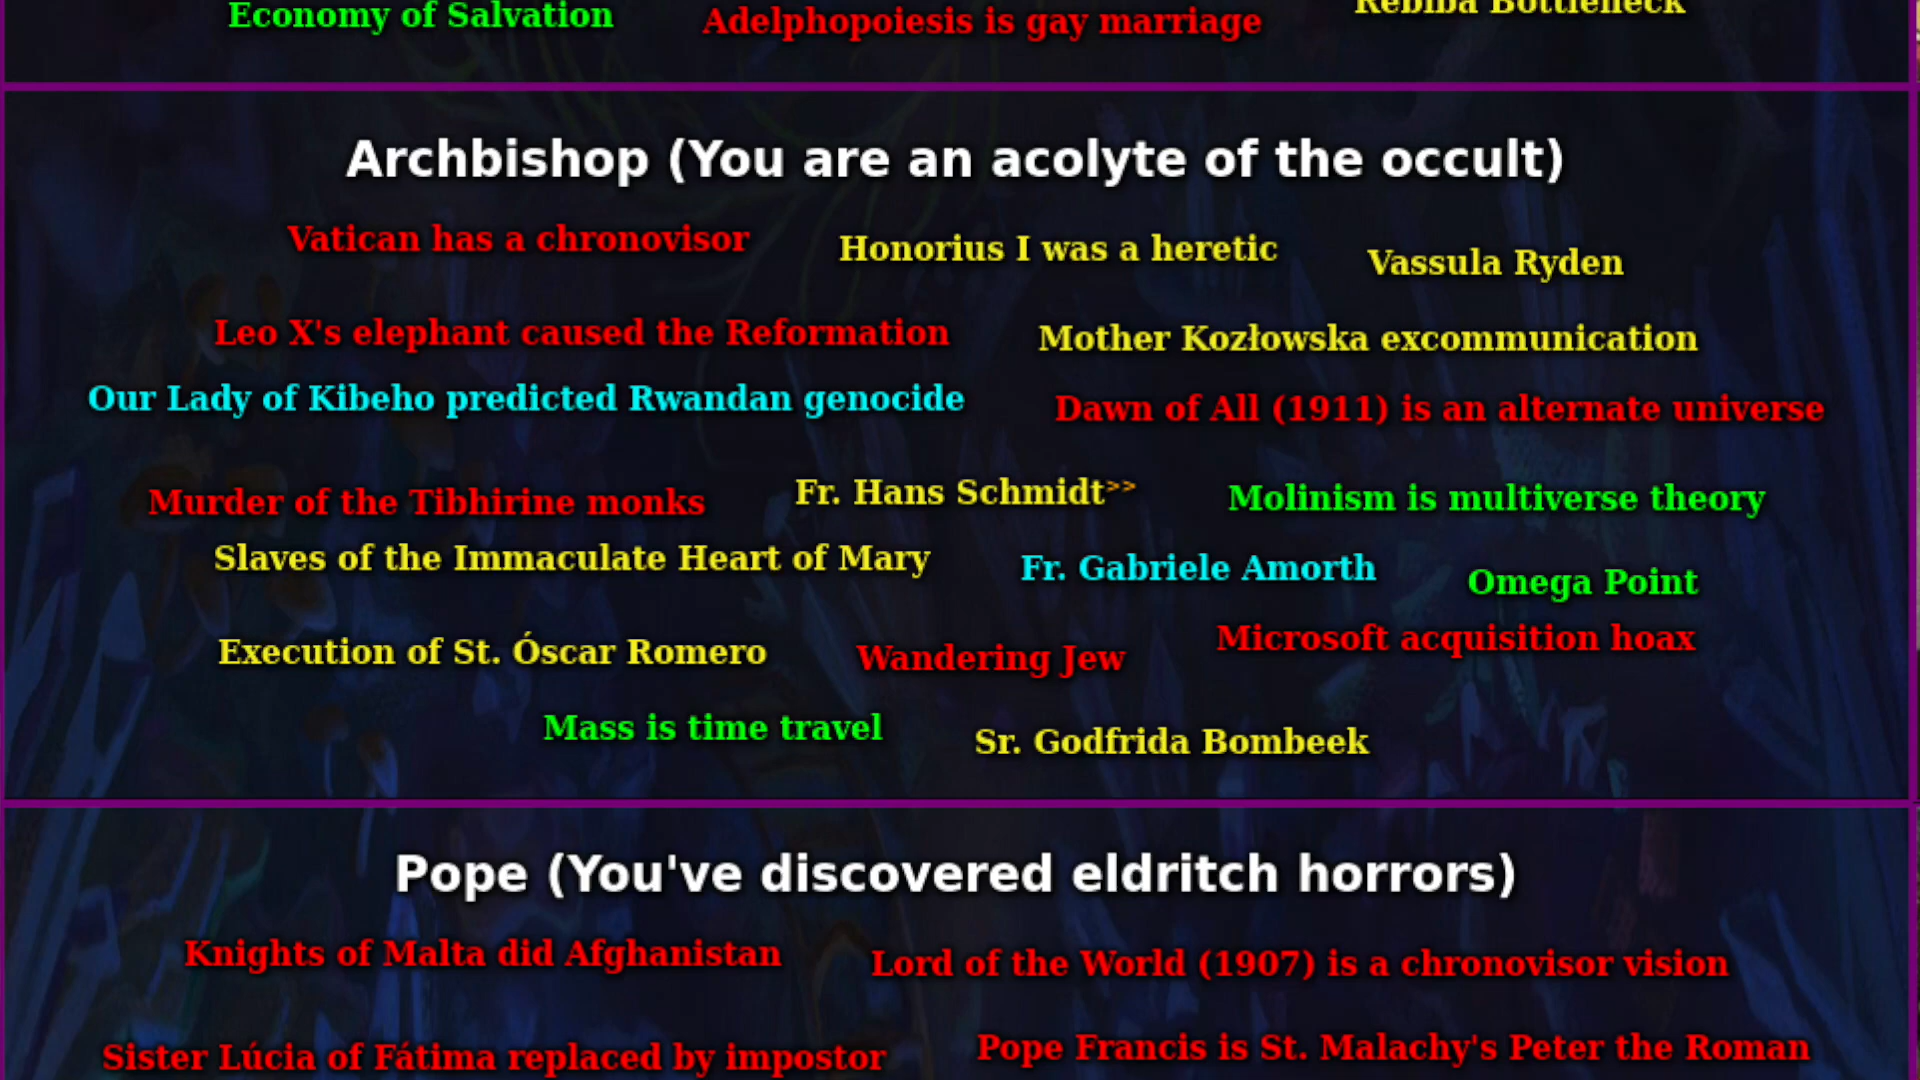 Economy of Salvation
Adelphopoiesis is gay marriage
Rebiba Bottleneck
Archbishop (You are an acolyte of the occult)
Vatican has a chronovisor
Honorius I was a heretic
Vassula Ryden
Leo X's elephant caused the Reformation
Mother Kozłowska excommunication
Our Lady of Kibeho predicted Rwandan genocide
Dawn of All (1911) is an alternate universe
Murder of the Tibhirine monks
Fr. Hans Schmidt>>
Molinism is multiverse theory
Slaves of the Immaculate Heart of Mary
Fr. Gabriele Amorth
Omega Point
Execution of St. Óscar Romero
Wandering Jew
Microsoft acquisition hoax
Mass is time travel
Sr. Godfrida Bombeek
Pope (You've discovered eldritch horrors)
Knights of Malta did Afghanistan
Lord of the World (1907) is a chronovisor vision
Sister Lúcia of Fátima replaced by impostor
Pope Francis is St. Malachy's Peter the Roman